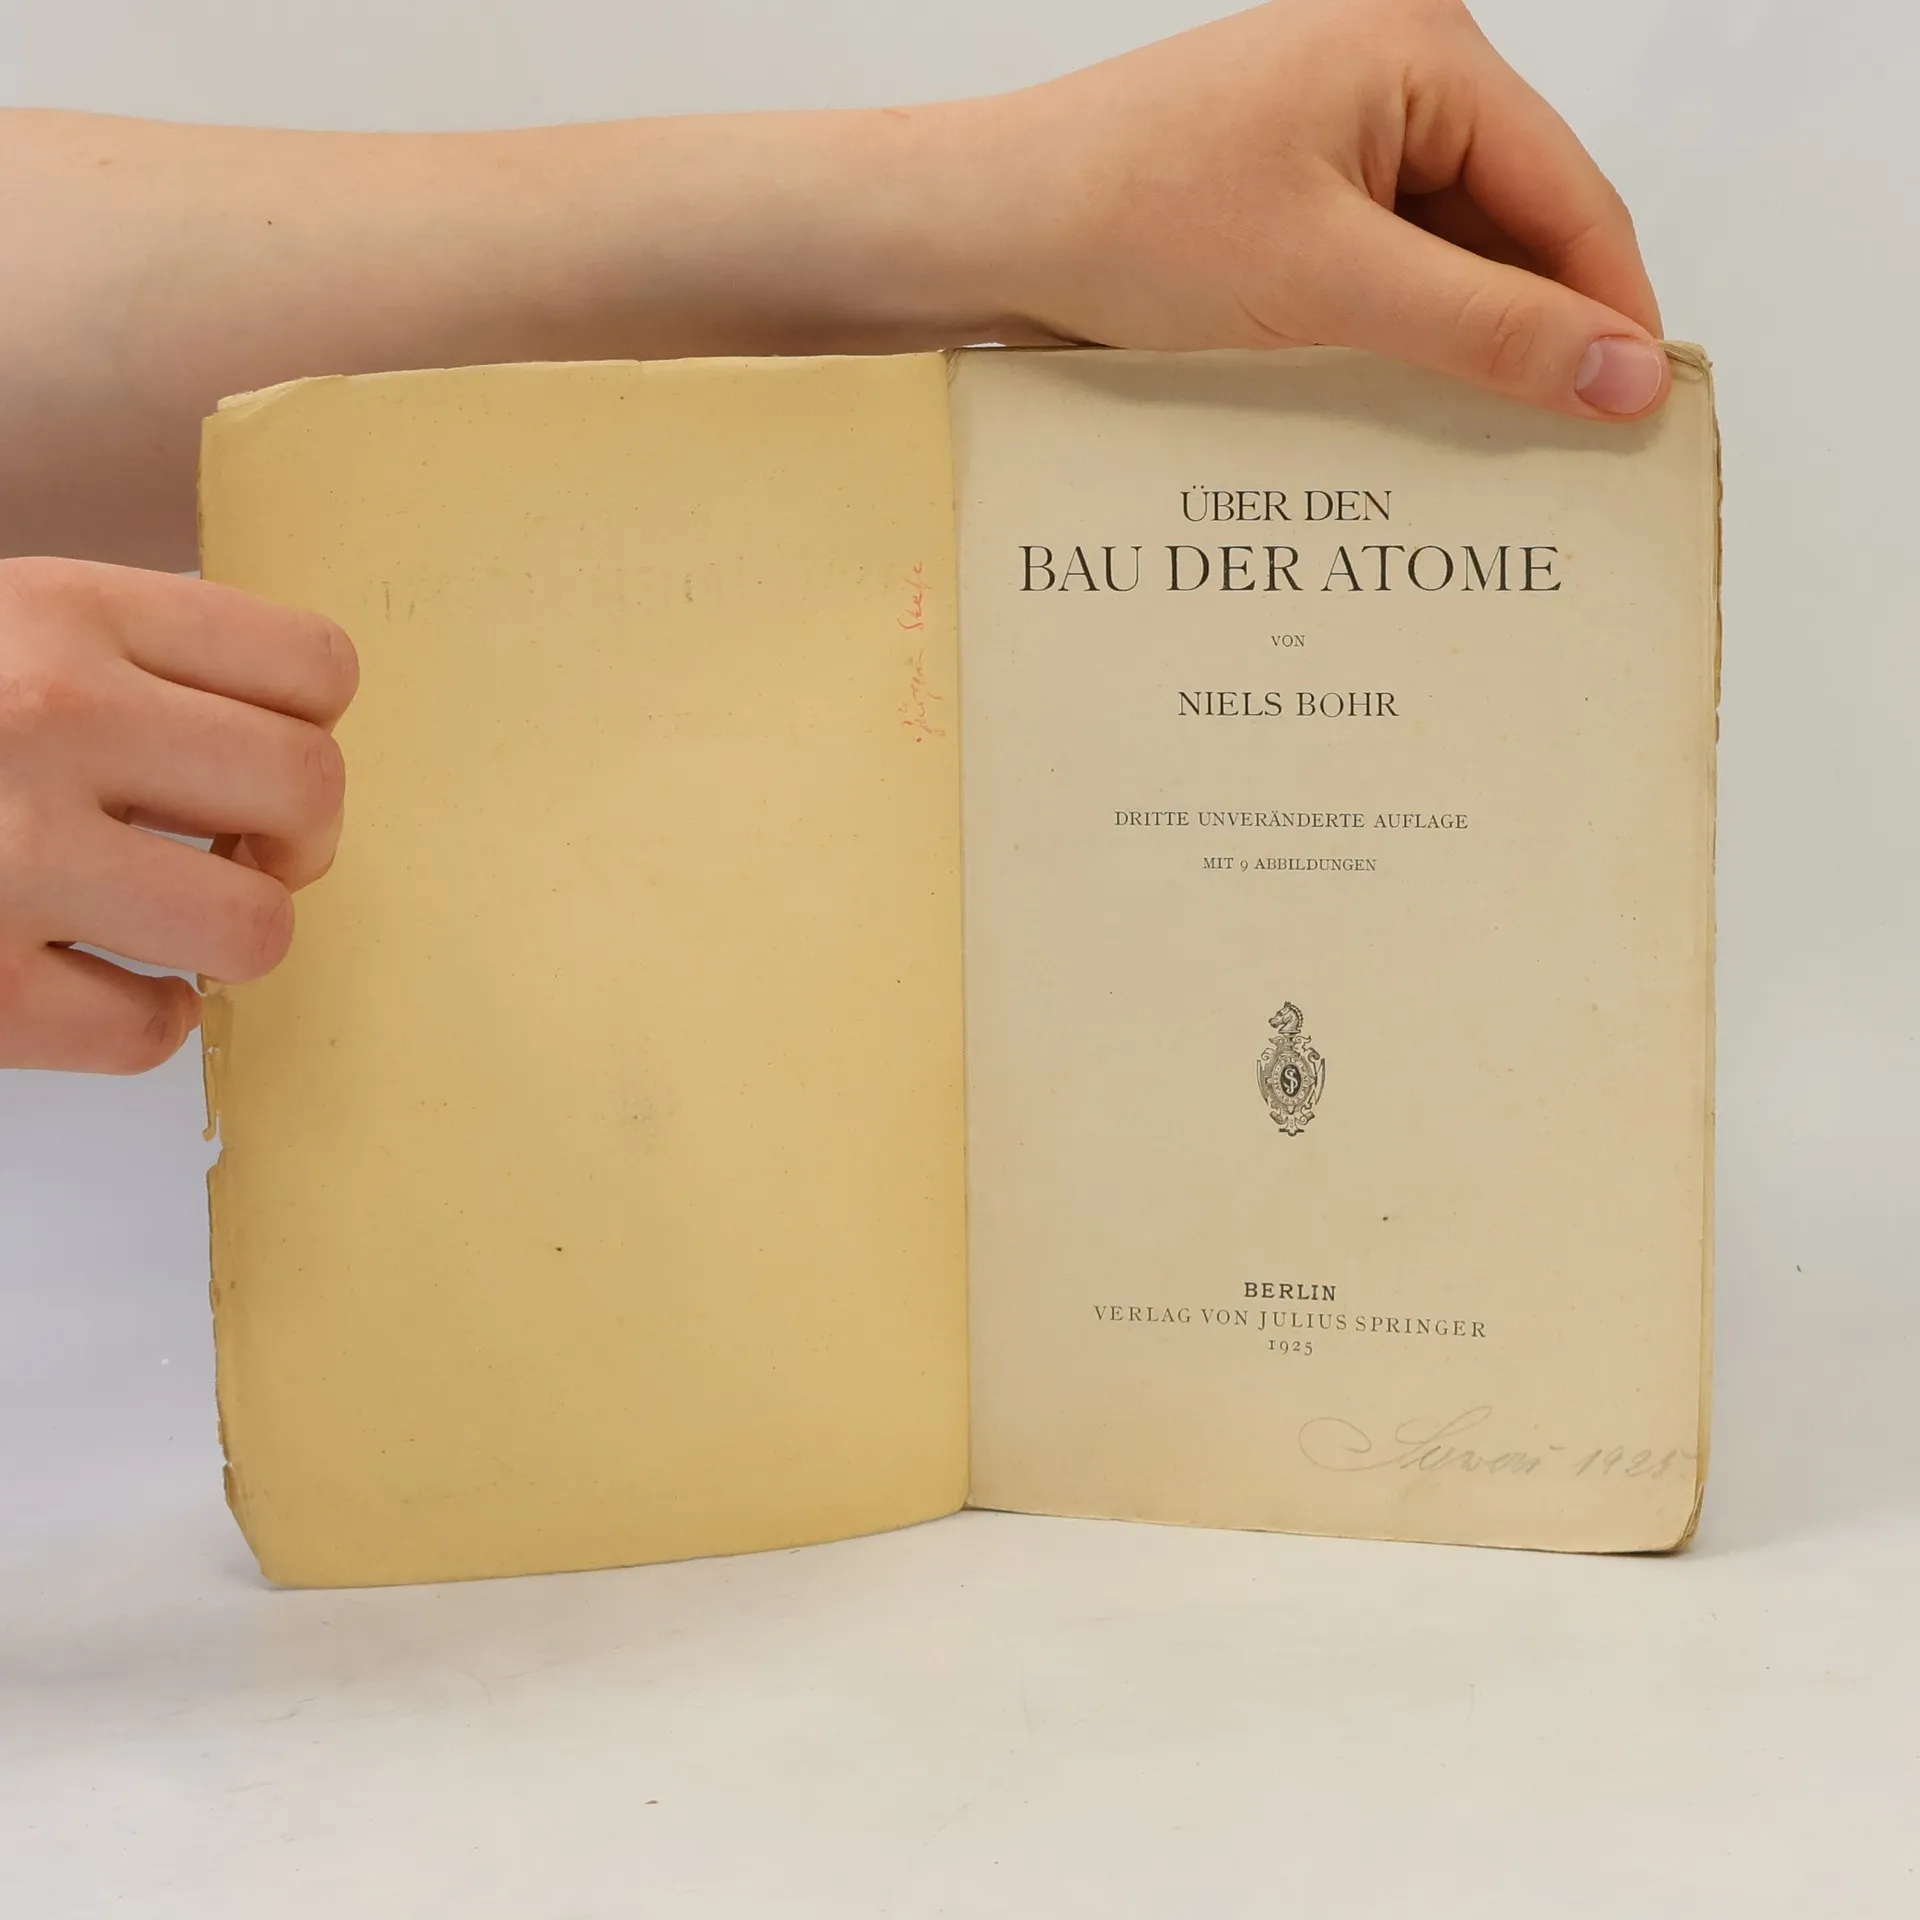 ÜBER DEN
BAU DER ATOME
VON
NIELS BOHR
DRITTE UNVERÄNDERTE AUFLAGE
MIT 9 ABBILDUNGEN
BERLIN
VERLAG VON JULIUS SPRINGER
1925
1925